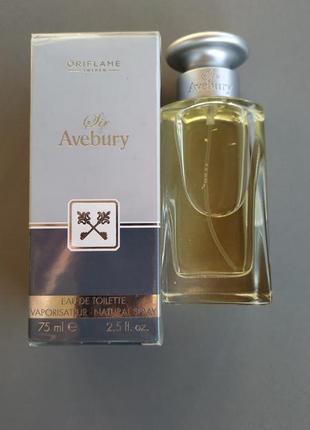 ORIFLAME
SWEDEN
Sir
Avebury
EAU DE TOILETTE
VAPORISATEUR - NATURAL SPRAY
75 ml e 2.5 fl. oz.
Sir
Avebury